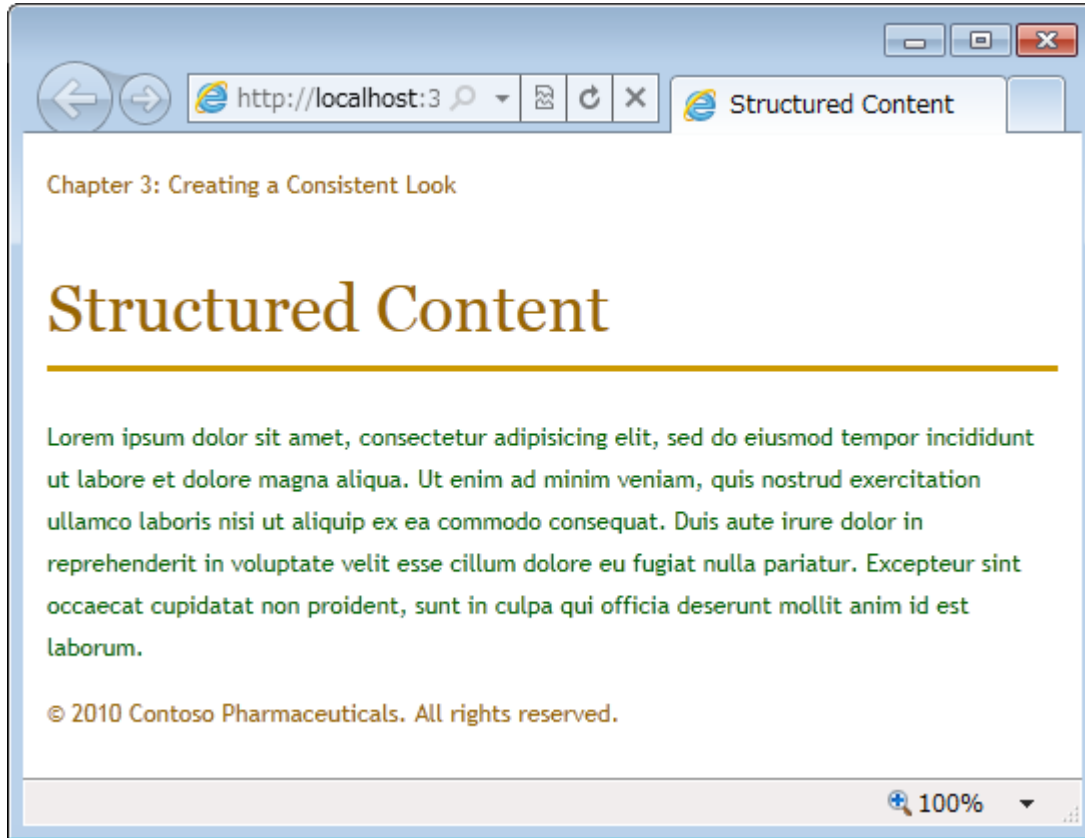 http://localhost:3
Structured Content
Chapter 3: Creating a Consistent Look
Structured Content
Lorem ipsum dolor sit amet, consectetur adipisicing elit, sed do eiusmod tempor incididunt
ut labore et dolore magna aliqua. Ut enim ad minim veniam, quis nostrud exercitation
ullamco laboris nisi ut aliquip ex ea commodo consequat. Duis aute irure dolor in
reprehenderit in voluptate velit esse cillum dolore eu fugiat nulla pariatur. Excepteur sint
occaecat cupidatat non proident, sunt in culpa qui officia deserunt mollit anim id est
laborum.
© 2010 Contoso Pharmaceuticals. All rights reserved.
100%